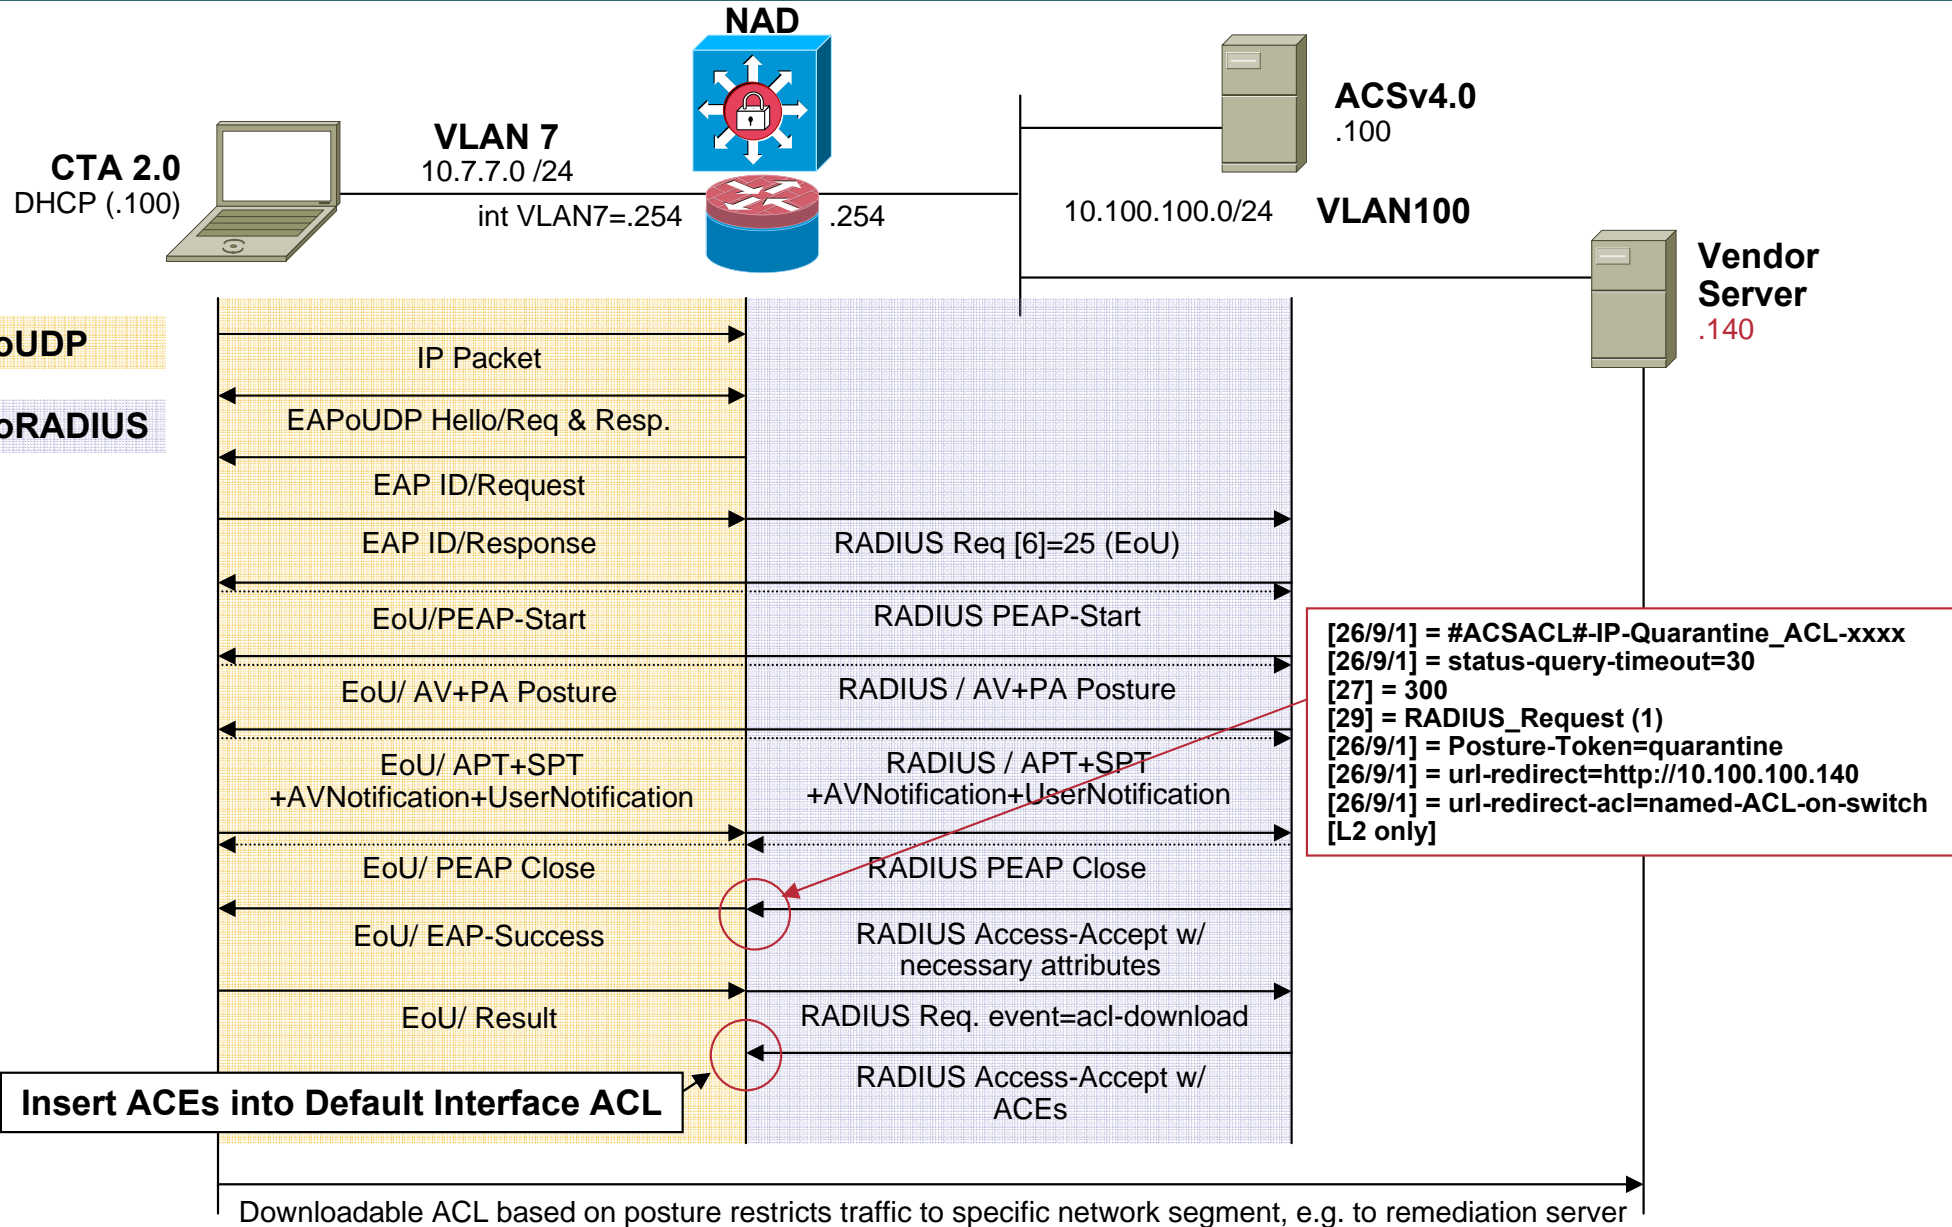 NAD
CTA 2.0
DHCP (.100)
VLAN 7
10.7.7.0 /24
int VLAN7=.254
.254
ACSv4.0
.100
10.100.100.0/24
VLAN100
Vendor
Server
.140
oUDP
oRADIUS
IP Packet
EAPoUDP Hello/Req & Resp.
EAP ID/Request
EAP ID/Response
RADIUS Req [6]=25 (EoU)
EoU/PEAP-Start
RADIUS PEAP-Start
EoU/ AV+PA Posture
RADIUS / AV+PA Posture
EoU/ APT+SPT
+AVNotification+UserNotification
RADIUS / APT+SPT
+AVNotification+UserNotification
EoU/ PEAP Close
RADIUS PEAP Close
EoU/ EAP-Success
RADIUS Access-Accept w/
necessary attributes
EoU/ Result
RADIUS Req. event=acl-download
RADIUS Access-Accept w/
ACEs
[26/9/1] = #ACSACL#-IP-Quarantine_ACL-xxxx
[26/9/1] = status-query-timeout=30
[27] = 300
[29] = RADIUS_Request (1)
[26/9/1] = Posture-Token=quarantine
[26/9/1] = url-redirect=http://10.100.100.140
[26/9/1] = url-redirect-acl=named-ACL-on-switch
[L2 only]
Insert ACEs into Default Interface ACL
Downloadable ACL based on posture restricts traffic to specific network segment, e.g. to remediation server